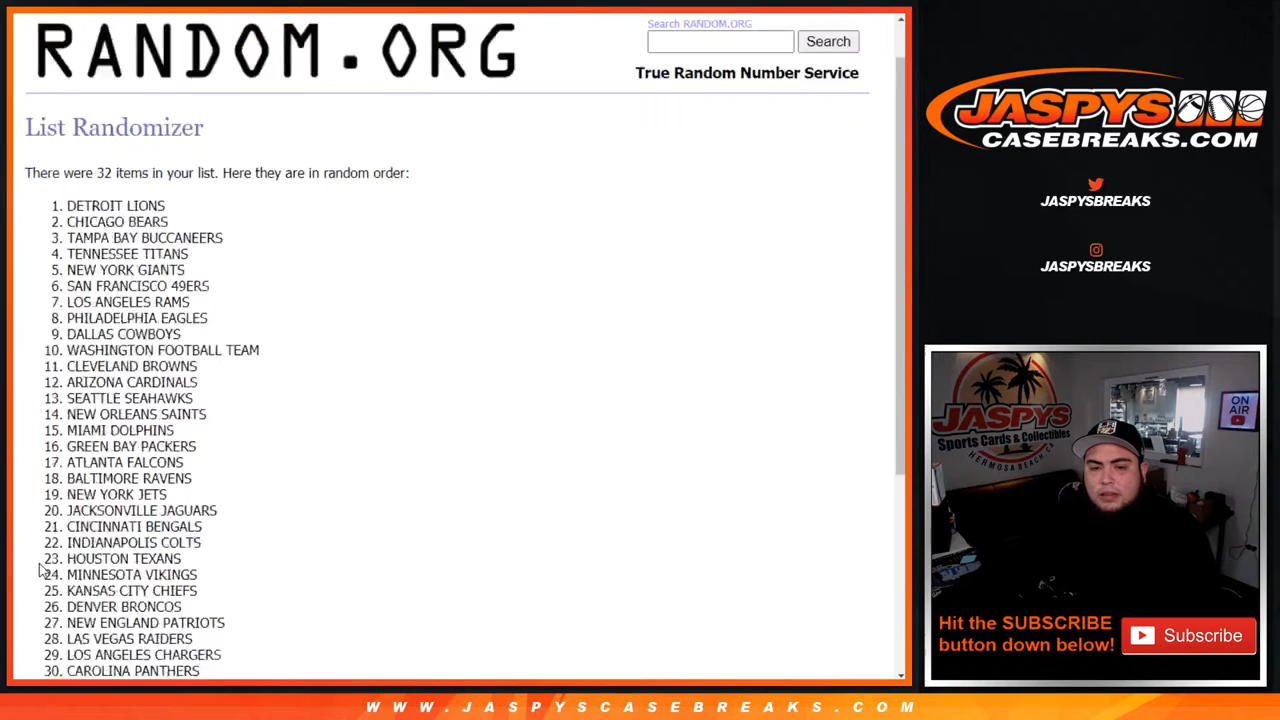 RANDOM.ORG
Search RANDOM.ORG
Search
True Random Number Service
List Randomizer
There were 32 items in your list. Here they are in random order:
1. DETROIT LIONS
2. CHICAGO BEARS
3. TAMPA BAY BUCCANEERS
4. TENNESSEE TITANS
5. NEW YORK GIANTS
6. SAN FRANCISCO 49ERS
7. LOS ANGELES RAMS
8. PHILADELPHIA EAGLES
9. DALLAS COWBOYS
10. WASHINGTON FOOTBALL TEAM
11. CLEVELAND BROWNS
12. ARIZONA CARDINALS
13. SEATTLE SEAHAWKS
14. NEW ORLEANS SAINTS
15. MIAMI DOLPHINS
16. GREEN BAY PACKERS
17. ATLANTA FALCONS
18. BALTIMORE RAVENS
19. NEW YORK JETS
20. JACKSONVILLE JAGUARS
21. CINCINNATI BENGALS
22. INDIANAPOLIS COLTS
23. HOUSTON TEXANS
24. MINNESOTA VIKINGS
25. KANSAS CITY CHIEFS
26. DENVER BRONCOS
27. NEW ENGLAND PATRIOTS
28. LAS VEGAS RAIDERS
29. LOS ANGELES CHARGERS
30. CAROLINA PANTHERS
JASPYS
CASEBREAKS.COM
JASPYSBREAKS
JASPYSBREAKS
JASPYS
Sports Cards & Collectibles
HERMOSA BEACH, CA
ON AIR
Hit the SUBSCRIBE
button down below!
Subscribe
WWW.JASPYSCASEBREAKS.COM